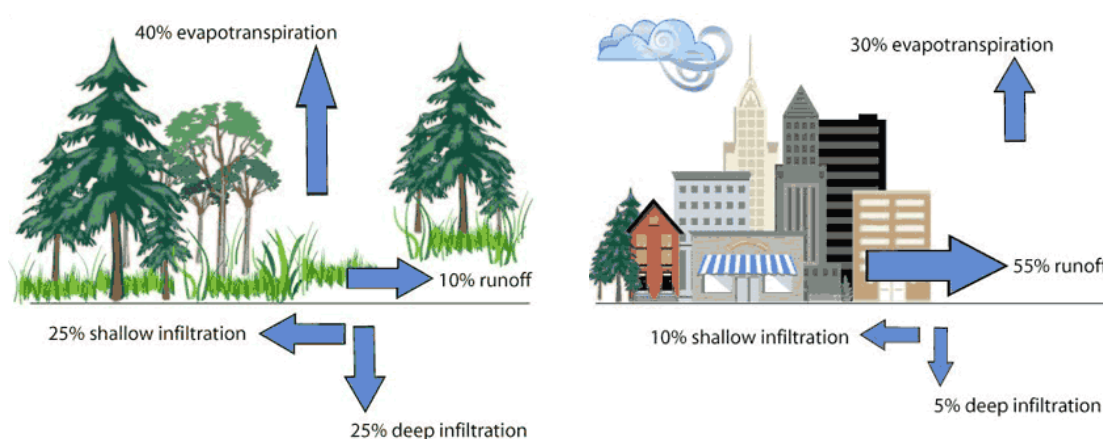 40% evapotranspiration
10% runoff
25% shallow infiltration
25% deep infiltration
30% evapotranspiration
55% runoff
10% shallow infiltration
5% deep infiltration